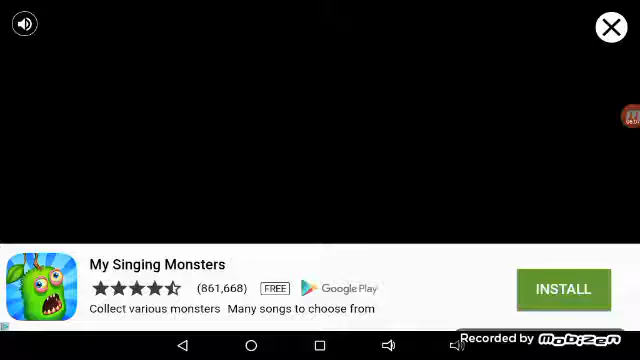 My Singing Monsters
(861,668) FREE Google Play
Collect various monsters Many songs to choose from
INSTALL
Recorded by MOBIZEN